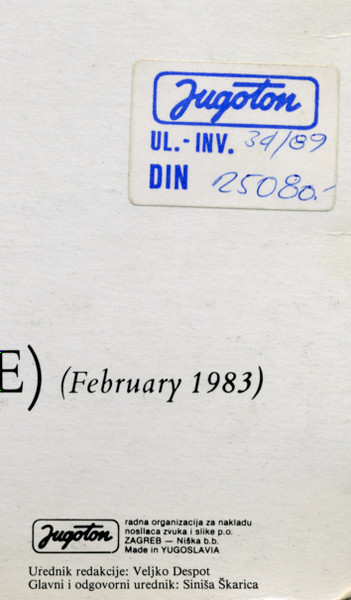 Jugoton
UL.-INV. 34/89
DIN 25080.-
E) (February 1983)
Jugoton
radna organizacija za nakladu
nosilaca zvuka i slike p.o.
ZAGREB — Niška b.b.
Made in YUGOSLAVIA
Urednik redakcije: Veljko Despot
Glavni i odgovorni urednik: Siniša Škarica